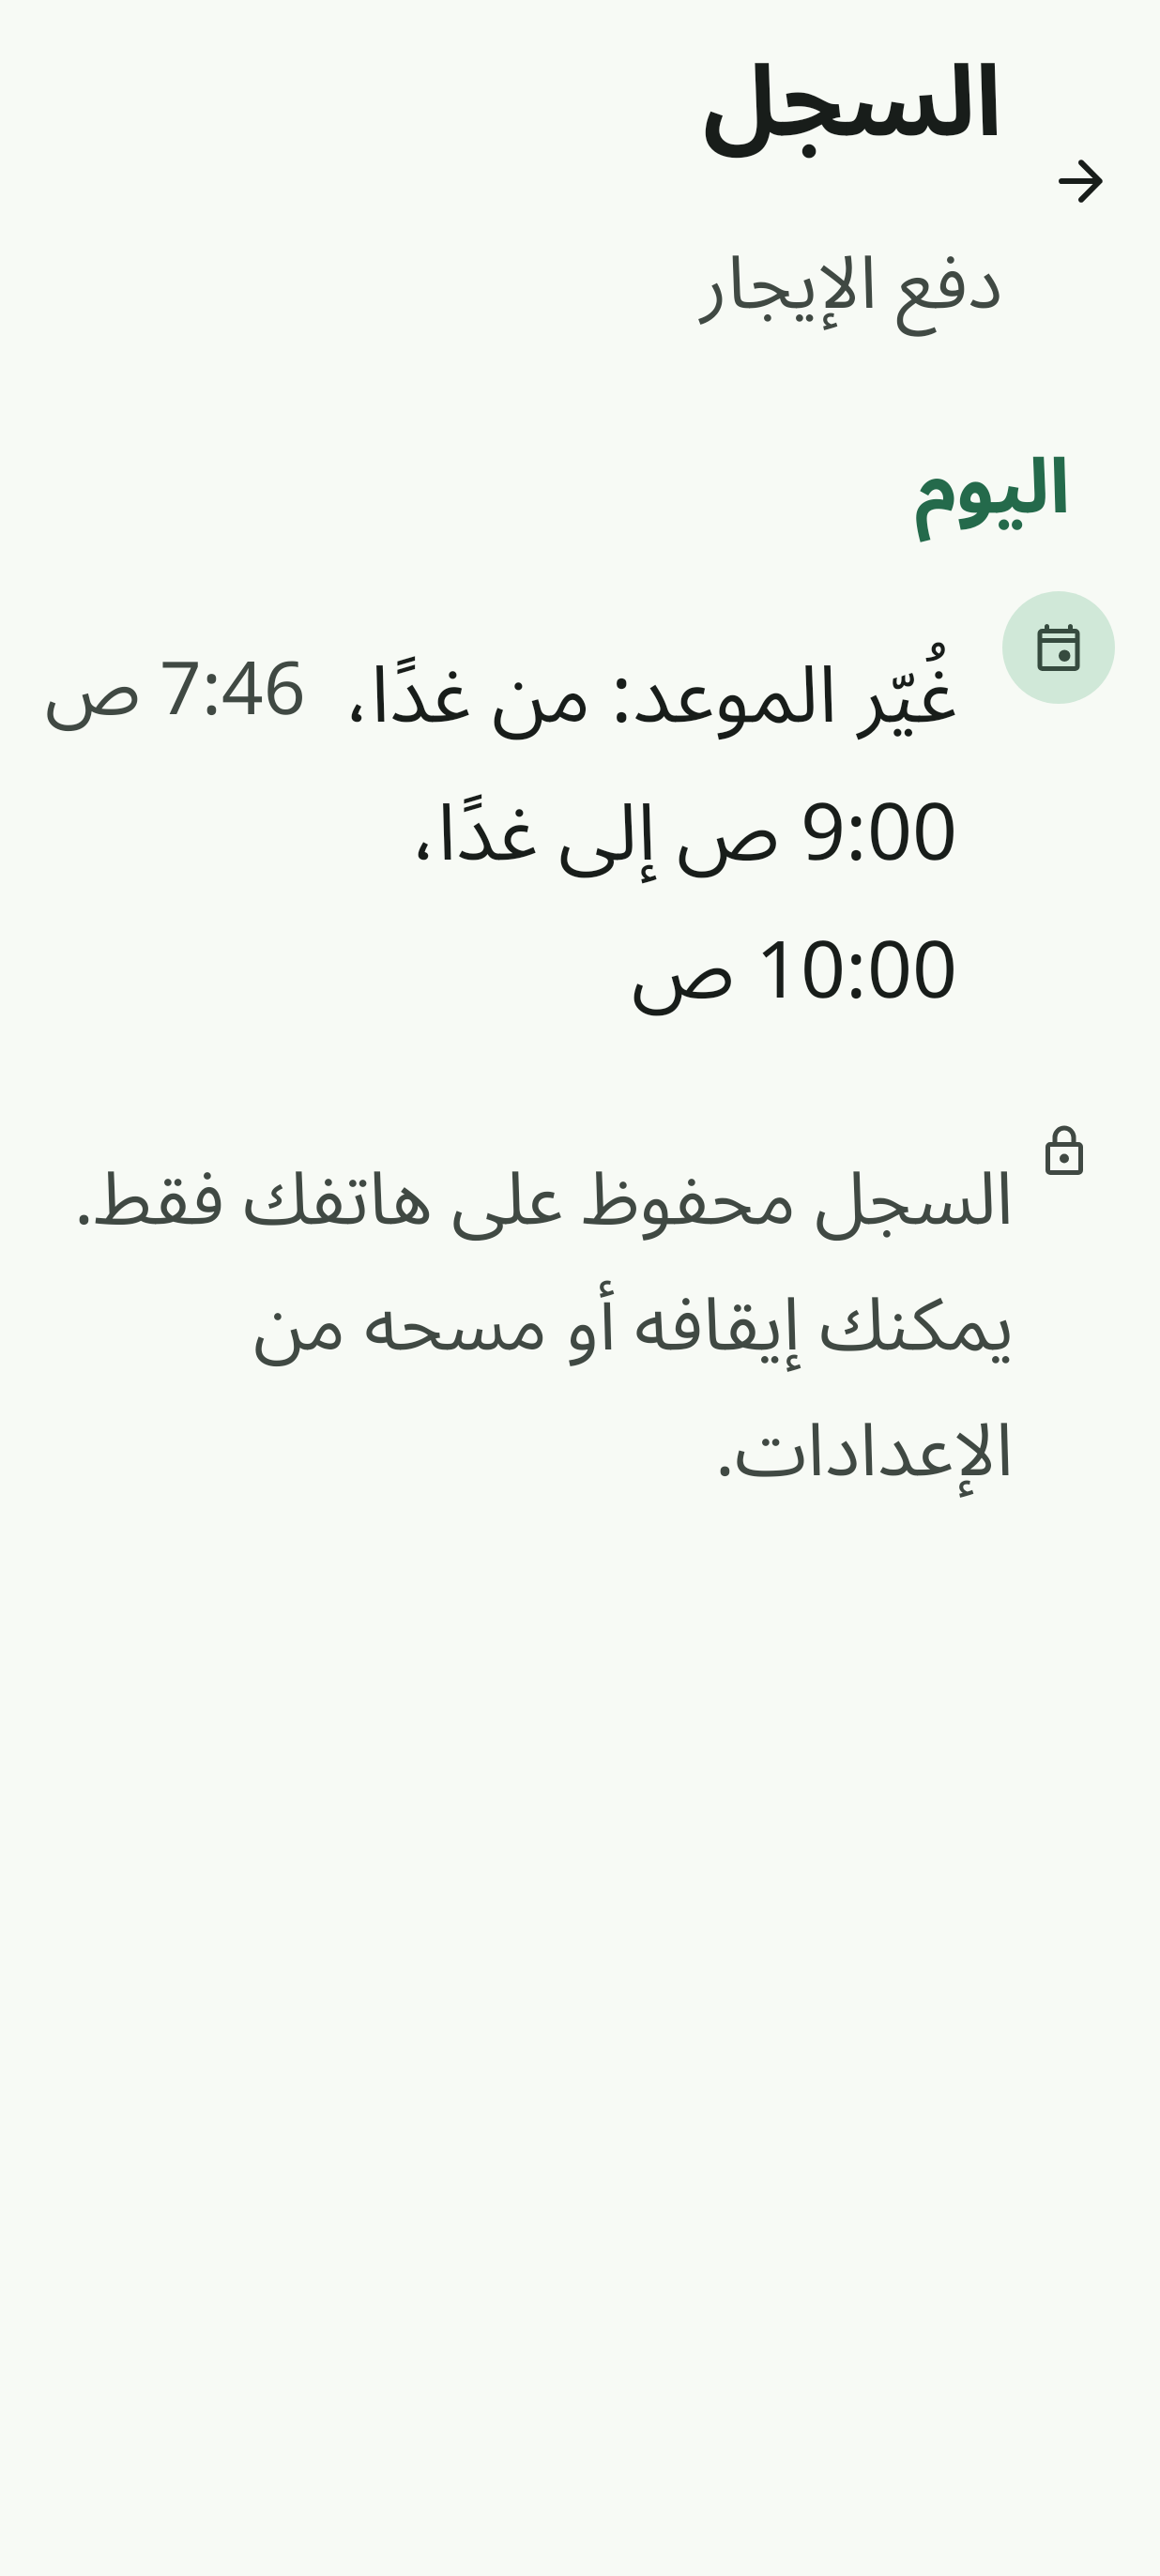 السجل
دفع الإيجار
اليوم
غُيّر الموعد: من غدًا، 7:46 ص
9:00 ص إلى غدًا،
10:00 ص
السجل محفوظ على هاتفك فقط.
يمكنك إيقافه أو مسحه من
الإعدادات.